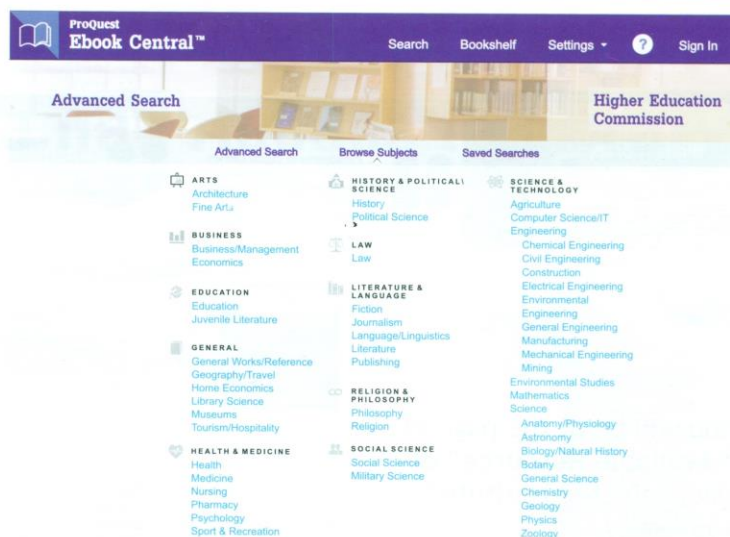 ProQuest
Ebook Central™
Search Bookshelf Settings ? Sign In
Advanced Search
Higher Education
Commission
Advanced Search Browse Subjects Saved Searches
ARTS
Architecture
Fine Arts
BUSINESS
Business/Management
Economics
EDUCATION
Education
Juvenile Literature
GENERAL
General Works/Reference
Geography/Travel
Home Economics
Library Science
Museums
Tourism/Hospitality
HEALTH & MEDICINE
Health
Medicine
Nursing
Pharmacy
Psychology
Sport & Recreation
HISTORY & POLITICAL
SCIENCE
History
Political Science
LAW
Law
LITERATURE &
LANGUAGE
Fiction
Journalism
Language/Linguistics
Literature
Publishing
RELIGION &
PHILOSOPHY
Philosophy
Religion
SOCIAL SCIENCE
Social Science
Military Science
SCIENCE &
TECHNOLOGY
Agriculture
Computer Science/IT
Engineering
Chemical Engineering
Civil Engineering
Construction
Electrical Engineering
Environmental
Engineering
General Engineering
Manufacturing
Mechanical Engineering
Mining
Environmental Studies
Mathematics
Science
Anatomy/Physiology
Astronomy
Biology/Natural History
Botany
General Science
Chemistry
Geology
Physics
Zoology